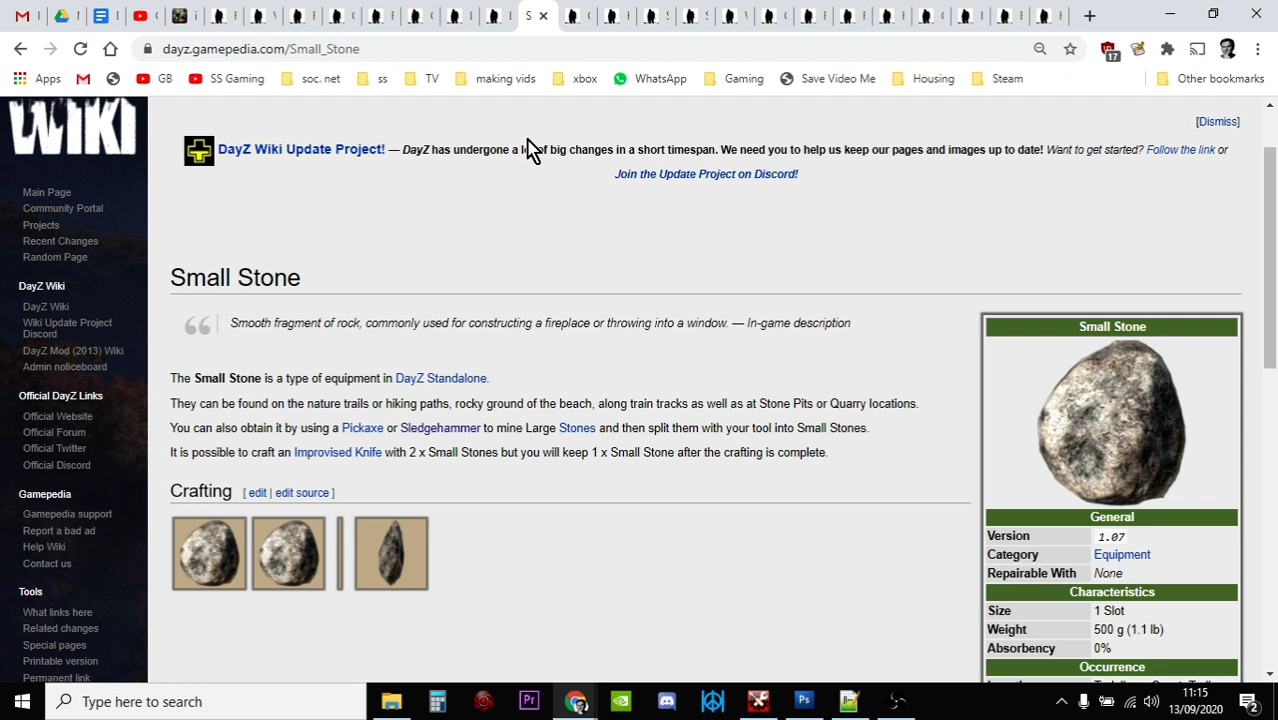 S
dayz.gamepedia.com/Small_Stone
17
Apps GB SS Gaming soc. net ss TV making vids xbox WhatsApp Gaming Save Video Me Housing Steam Other bookmarks
WiKi
[Dismiss]
DayZ Wiki Update Project! — DayZ has undergone a lot of big changes in a short timespan. We need you to help us keep our pages and images up to date! Want to get started? Follow the link or
Join the Update Project on Discord!
Main Page
Community Portal
Projects
Recent Changes
Random Page
DayZ Wiki
DayZ Wiki
Wiki Update Project
Discord
DayZ Mod (2013) Wiki
Admin noticeboard
Official DayZ Links
Official Website
Official Forum
Official Twitter
Official Discord
Gamepedia
Gamepedia support
Report a bad ad
Help Wiki
Contact us
Tools
What links here
Related changes
Special pages
Printable version
Permanent link
Small Stone
Smooth fragment of rock, commonly used for constructing a fireplace or throwing into a window. — In-game description
The Small Stone is a type of equipment in DayZ Standalone.
They can be found on the nature trails or hiking paths, rocky ground of the beach, along train tracks as well as at Stone Pits or Quarry locations.
You can also obtain it by using a Pickaxe or Sledgehammer to mine Large Stones and then split them with your tool into Small Stones.
It is possible to craft an Improvised Knife with 2 x Small Stones but you will keep 1 x Small Stone after the crafting is complete.
Crafting [ edit | edit source ]
Small Stone
General
Version 1.07
Category Equipment
Repairable With None
Characteristics
Size 1 Slot
Weight 500 g (1.1 lb)
Absorbency 0%
Occurrence
Type here to search
Pr
Ps
11:15
13/09/2020
2